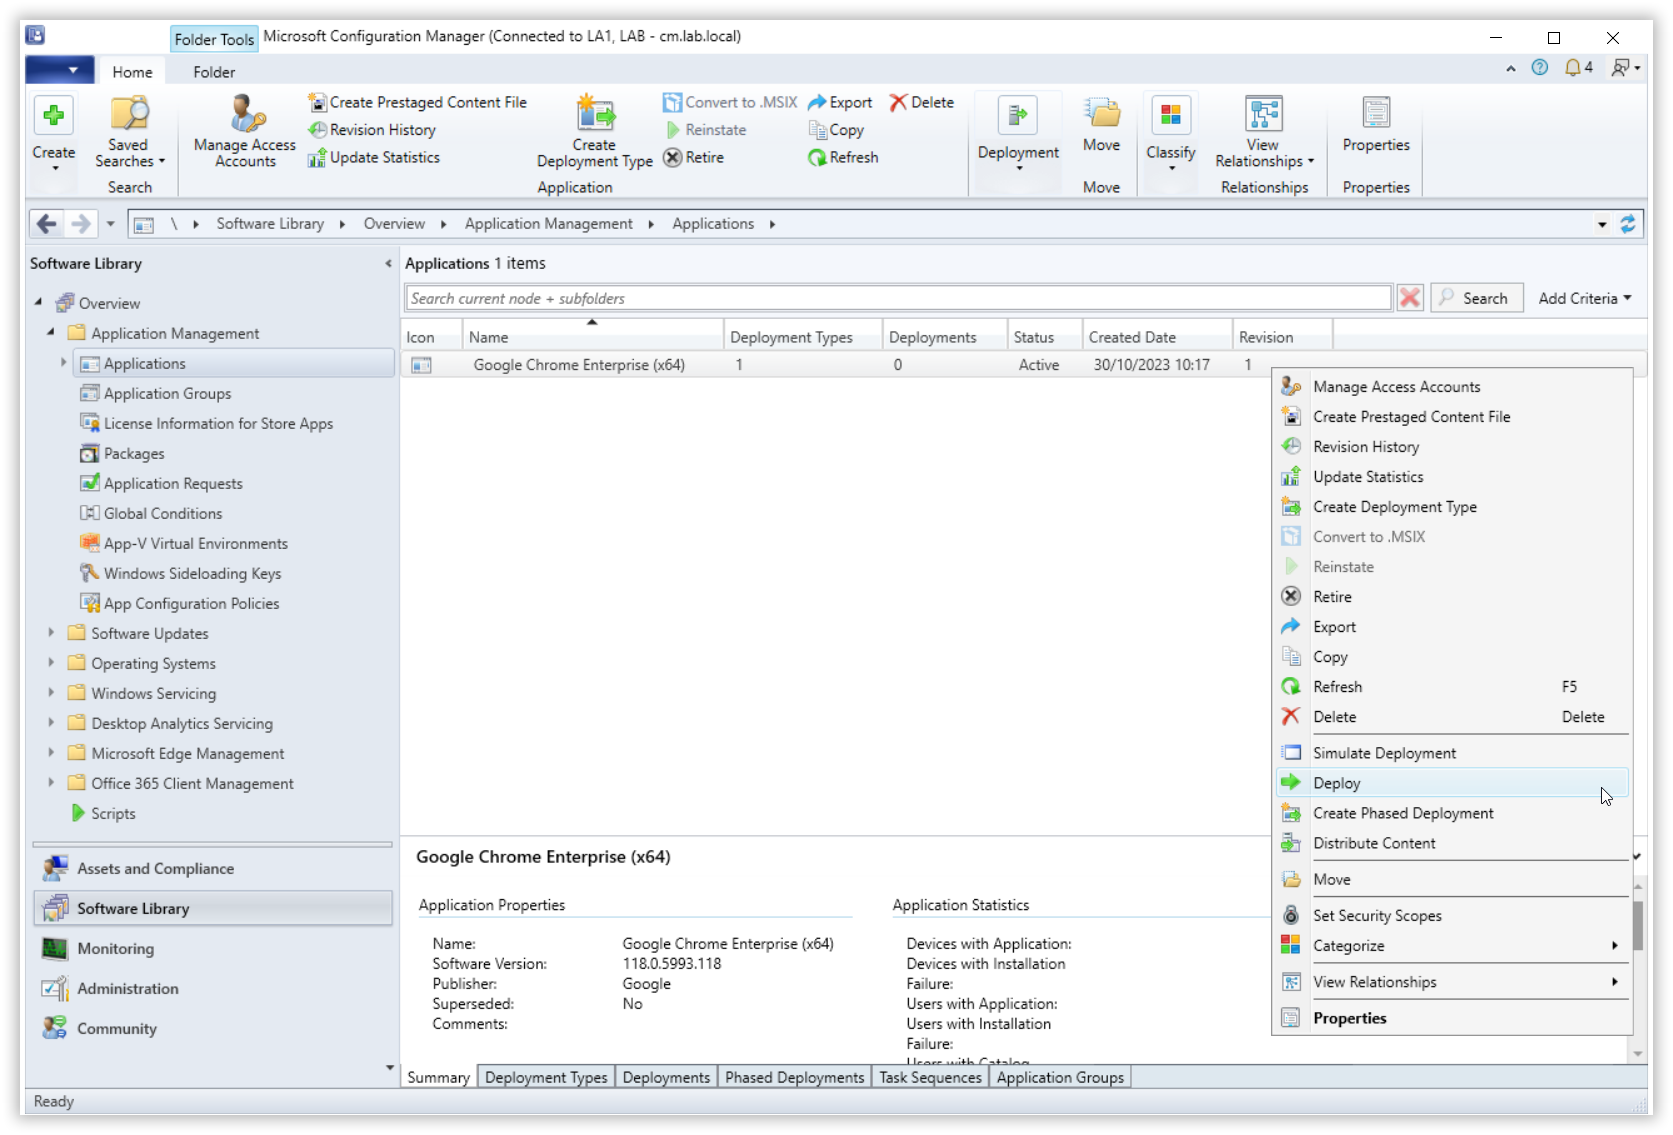 Folder Tools
Microsoft Configuration Manager (Connected to LA1, LAB - cm.lab.local)
Home
Folder
4
Create
Saved
Searches
Search
Manage Access
Accounts
Create Prestaged Content File
Revision History
Update Statistics
Create
Deployment Type
Convert to .MSIX
Reinstate
Retire
Export
Copy
Refresh
Delete
Application
Deployment
Move
Move
Classify
View
Relationships
Relationships
Properties
Properties
\ Software Library Overview Application Management Applications
Software Library
Overview
Application Management
Applications
Application Groups
License Information for Store Apps
Packages
Application Requests
Global Conditions
App-V Virtual Environments
Windows Sideloading Keys
App Configuration Policies
Software Updates
Operating Systems
Windows Servicing
Desktop Analytics Servicing
Microsoft Edge Management
Office 365 Client Management
Scripts
Assets and Compliance
Software Library
Monitoring
Administration
Community
Applications 1 items
Search current node + subfolders
Search
Add Criteria
Icon Name Deployment Types Deployments Status Created Date Revision
Google Chrome Enterprise (x64) 1 0 Active 30/10/2023 10:17 1
Manage Access Accounts
Create Prestaged Content File
Revision History
Update Statistics
Create Deployment Type
Convert to .MSIX
Reinstate
Retire
Export
Copy
Refresh F5
Delete Delete
Simulate Deployment
Deploy
Create Phased Deployment
Distribute Content
Move
Set Security Scopes
Categorize
View Relationships
Properties
Google Chrome Enterprise (x64)
Application Properties
Name: Google Chrome Enterprise (x64)
Software Version: 118.0.5993.118
Publisher: Google
Superseded: No
Comments:
Application Statistics
Devices with Application:
Devices with Installation
Failure:
Users with Application:
Users with Installation
Failure:
Users with Catalog
Summary Deployment Types Deployments Phased Deployments Task Sequences Application Groups
Ready